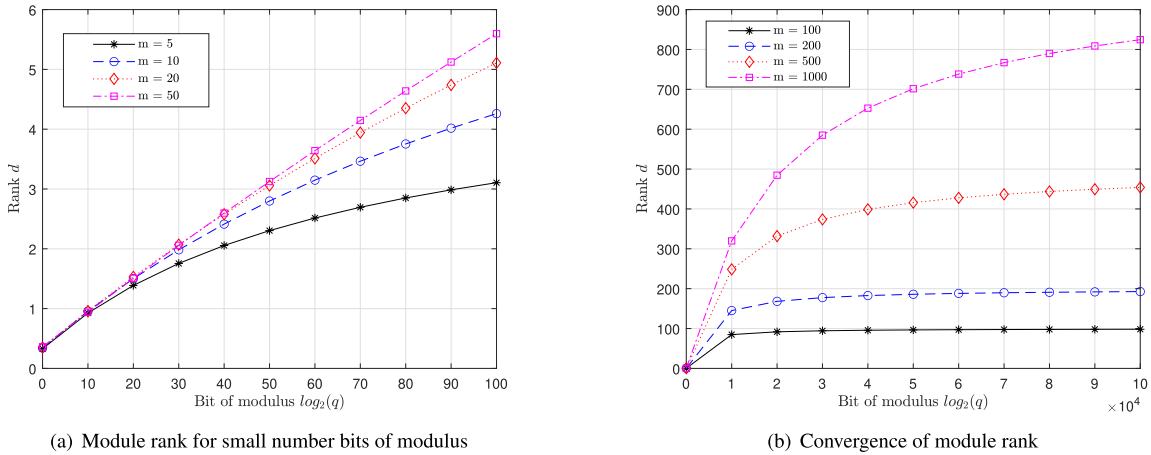 6
5
4
3
2
1
0
Rank d
m = 5
m = 10
m = 20
m = 50
0 10 20 30 40 50 60 70 80 90 100
Bit of modulus log2(q)
(a) Module rank for small number bits of modulus
900
800
700
600
500
400
300
200
100
0
Rank d
m = 100
m = 200
m = 500
m = 1000
0 1 2 3 4 5 6 7 8 9 10
×10^4
Bit of modulus log2(q)
(b) Convergence of module rank